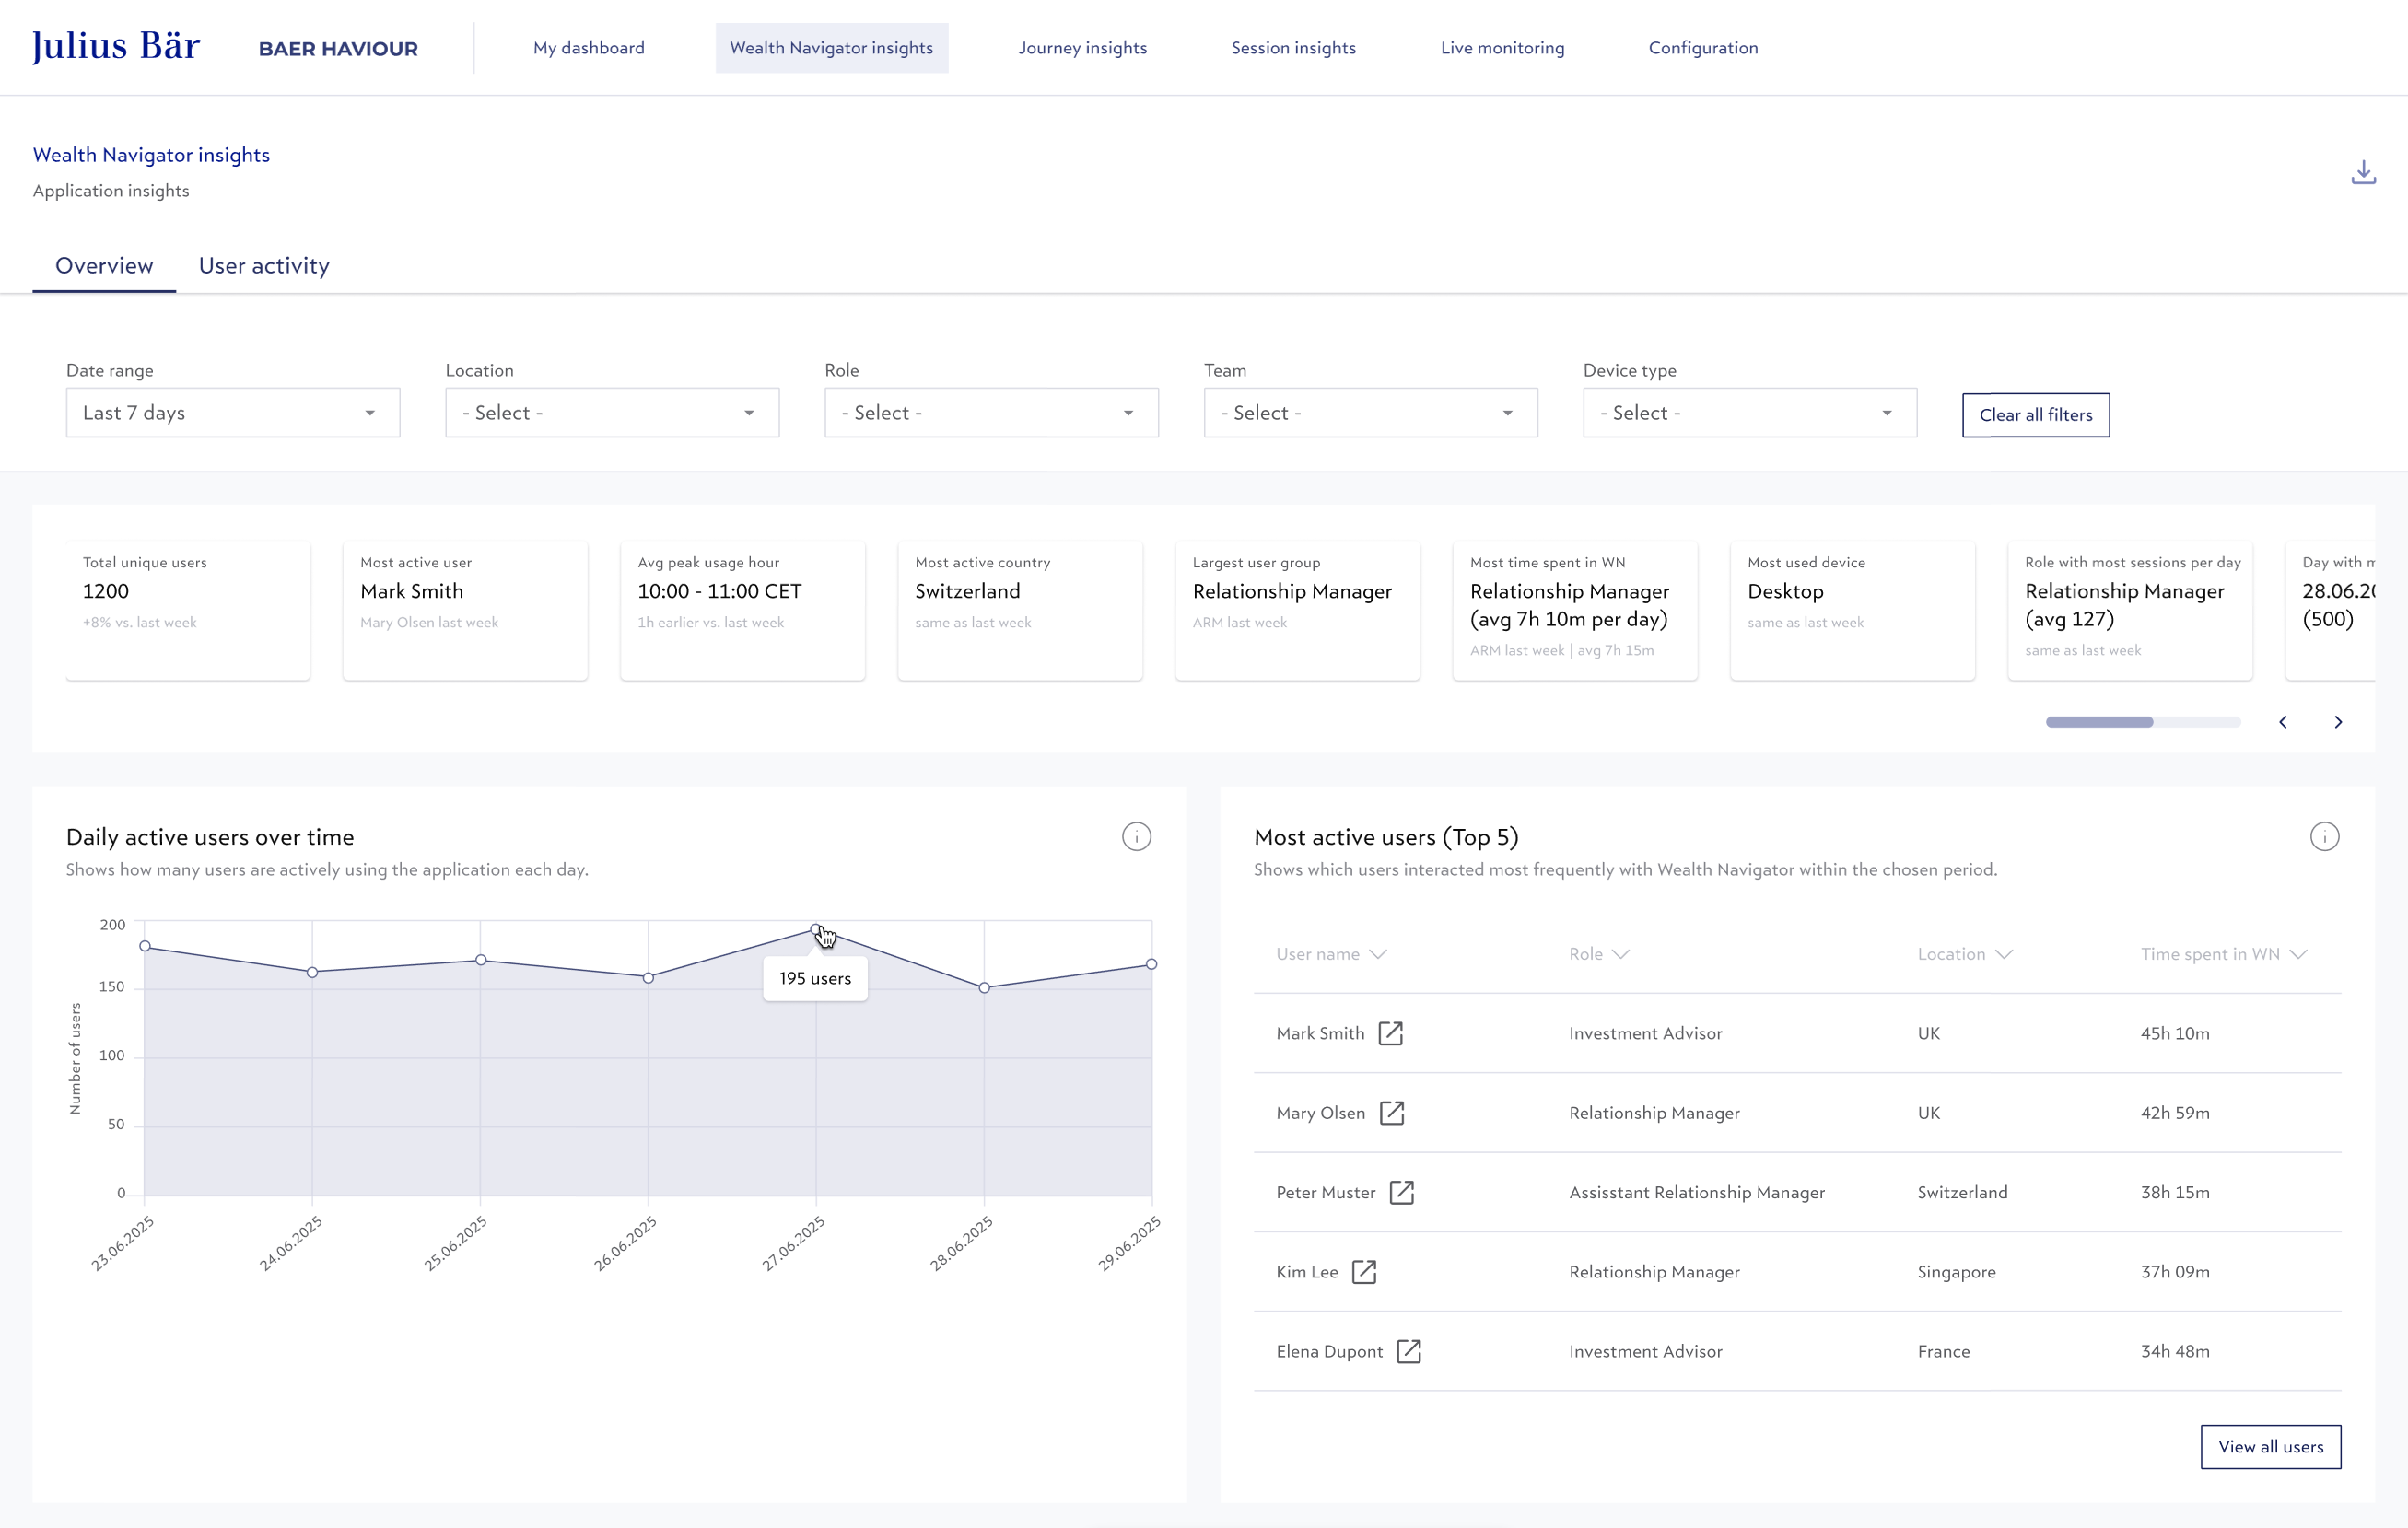 Julius Bär
BAER HAVIOUR
My dashboard
Wealth Navigator insights
Journey insights
Session insights
Live monitoring
Configuration
Wealth Navigator insights
Application insights
Overview
User activity
Date range
Location
Role
Team
Device type
Last 7 days
- Select -
- Select -
- Select -
- Select -
Clear all filters
Total unique users
1200
+8% vs. last week
Most active user
Mark Smith
Mary Olsen last week
Avg peak usage hour
10:00 - 11:00 CET
1h earlier vs. last week
Most active country
Switzerland
same as last week
Largest user group
Relationship Manager
ARM last week
Most time spent in WN
Relationship Manager
(avg 7h 10m per day)
ARM last week | avg 7h 15m
Most used device
Desktop
same as last week
Role with most sessions per day
Relationship Manager
(avg 127)
same as last week
Day with
28.06.20
(500)
Daily active users over time
Shows how many users are actively using the application each day.
Number of users
200
150
100
50
0
195 users
23.06.2025
24.06.2025
25.06.2025
26.06.2025
27.06.2025
28.06.2025
29.06.2025
Most active users (Top 5)
Shows which users interacted most frequently with Wealth Navigator within the chosen period.
User name Role Location Time spent in WN
Mark Smith Investment Advisor UK 45h 10m
Mary Olsen Relationship Manager UK 42h 59m
Peter Muster Assisstant Relationship Manager Switzerland 38h 15m
Kim Lee Relationship Manager Singapore 37h 09m
Elena Dupont Investment Advisor France 34h 48m
View all users